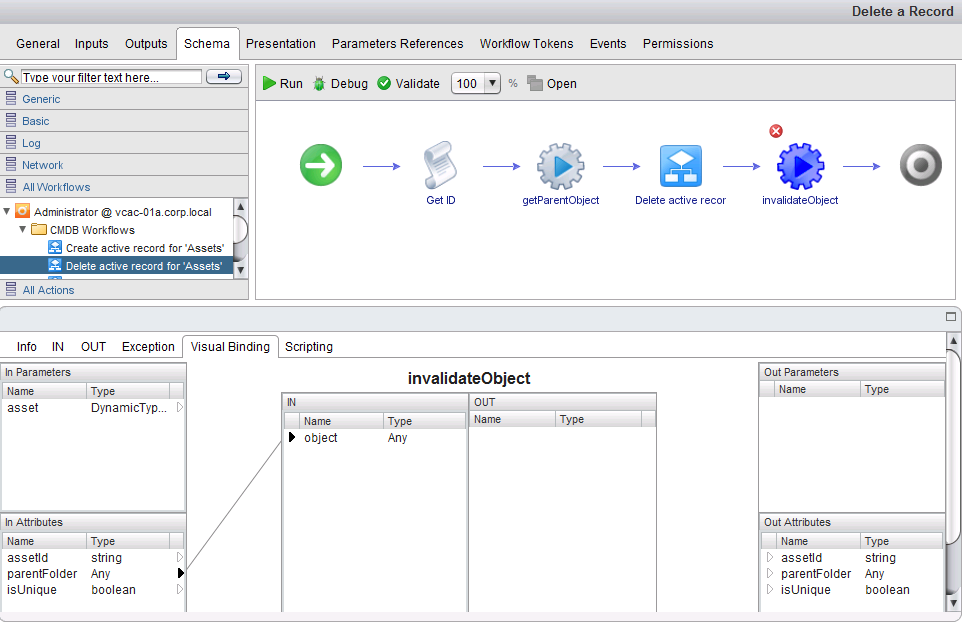 Delete a Record
General Inputs Outputs Schema Presentation Parameters References Workflow Tokens Events Permissions
Type your filter text here...
Run Debug Validate 100 % Open
Generic
Basic
Log
Network
All Workflows
Administrator @ vcac-01a.corp.local
CMDB Workflows
Create active record for 'Assets'
Delete active record for 'Assets'
All Actions
Get ID getParentObject Delete active recor invalidateObject
Info IN OUT Exception Visual Binding Scripting
In Parameters
Name Type
asset DynamicTyp...
In Attributes
Name Type
assetId string
parentFolder Any
isUnique boolean
invalidateObject
IN OUT
Name Type Name Type
object Any
Out Parameters
Name Type
Out Attributes
Name Type
assetId string
parentFolder Any
isUnique boolean